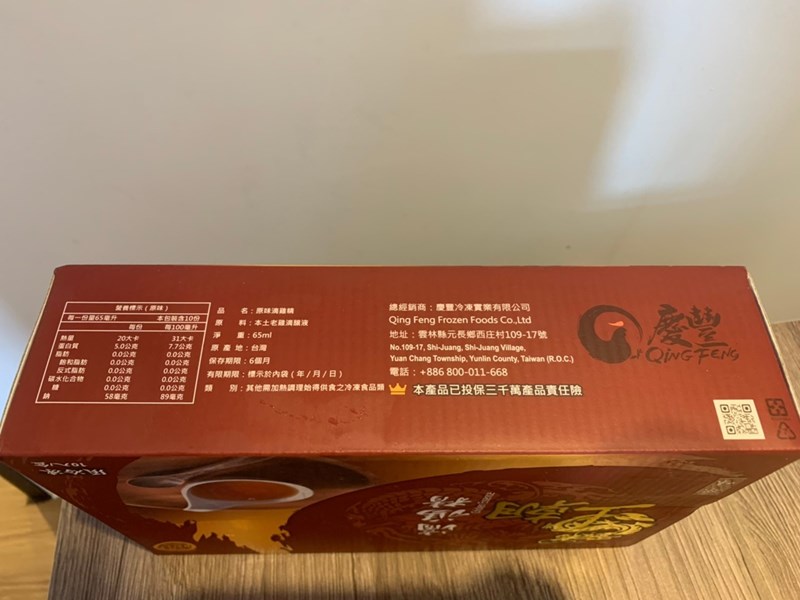 營養標示(原味)
每一份量65毫升 本包裝含10份
每份 每100毫升
熱量 20大卡 31大卡
蛋白質 5.0公克 7.7公克
脂肪 0.0公克 0.0公克
飽和脂肪 0.0公克 0.0公克
反式脂肪 0.0公克 0.0公克
碳水化合物 0.0公克 0.0公克
糖 0.0公克 0.0公克
鈉 58毫克 89毫克
品名:原味滴雞精
原料:本土老雞滴釀液
淨重:65ml
原產地:台灣
保存期限:6個月
有限期限:標示於內袋(年/月/日)
類別:其他需加熱調理始得供食之冷凍食品類
總經銷商:慶豐冷凍實業有限公司
Qing Feng Frozen Foods Co.,Ltd
地址:雲林縣元長鄉西庄村109-17號
No.109-17, Shi-Juang, Shi-Juang Village,
Yuan Chang Township, Yunlin County, Taiwan (R.O.C.)
電話:+886 800-011-668
本產品已投保三千萬產品責任險
慶豐
QING FENG
滴雞精
10入/盒